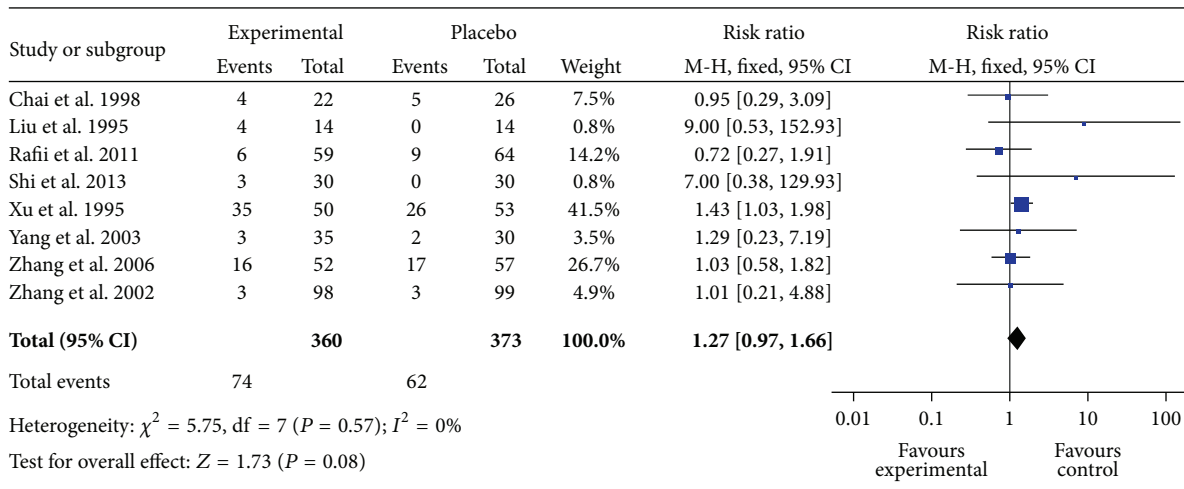 Study or subgroup Experimental Placebo Weight Risk ratio Risk ratio
Events Total Events Total M-H, fixed, 95% CI M-H, fixed, 95% CI
Chai et al. 1998 4 22 5 26 7.5% 0.95 [0.29, 3.09]
Liu et al. 1995 4 14 0 14 0.8% 9.00 [0.53, 152.93]
Rafii et al. 2011 6 59 9 64 14.2% 0.72 [0.27, 1.91]
Shi et al. 2013 3 30 0 30 0.8% 7.00 [0.38, 129.93]
Xu et al. 1995 35 50 26 53 41.5% 1.43 [1.03, 1.98]
Yang et al. 2003 3 35 2 30 3.5% 1.29 [0.23, 7.19]
Zhang et al. 2006 16 52 17 57 26.7% 1.03 [0.58, 1.82]
Zhang et al. 2002 3 98 3 99 4.9% 1.01 [0.21, 4.88]
Total (95% CI) 360 373 100.0% 1.27 [0.97, 1.66]
Total events 74 62
Heterogeneity: χ² = 5.75, df = 7 (P = 0.57); I² = 0%
Test for overall effect: Z = 1.73 (P = 0.08)
0.01 0.1 1 10 100
Favours experimental
Favours control